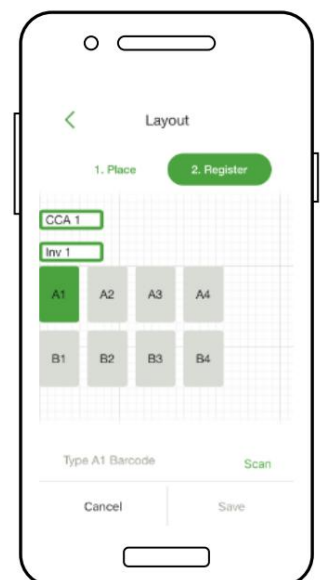 Layout
1. Place 2. Register
CCA 1
Inv 1
A1 A2 A3 A4
B1 B2 B3 B4
Type A1 Barcode Scan
Cancel Save